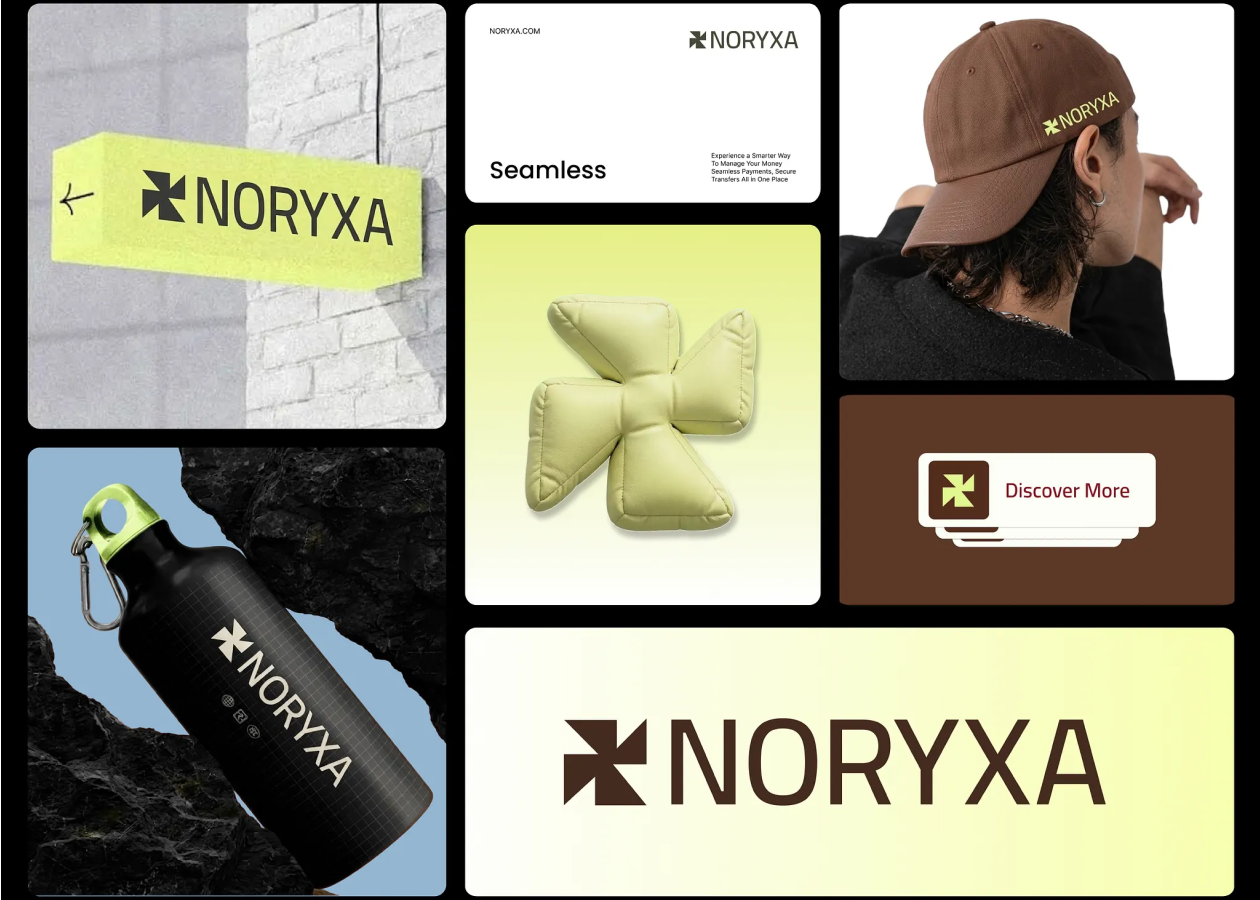 NORYXA
NORYXA.COM
NORYXA
Seamless
Experience a Smarter Way
To Manage Your Money
Seamless Payments, Secure
Transfers All in One Place
NORYXA
Discover More
NORYXA
NORYXA